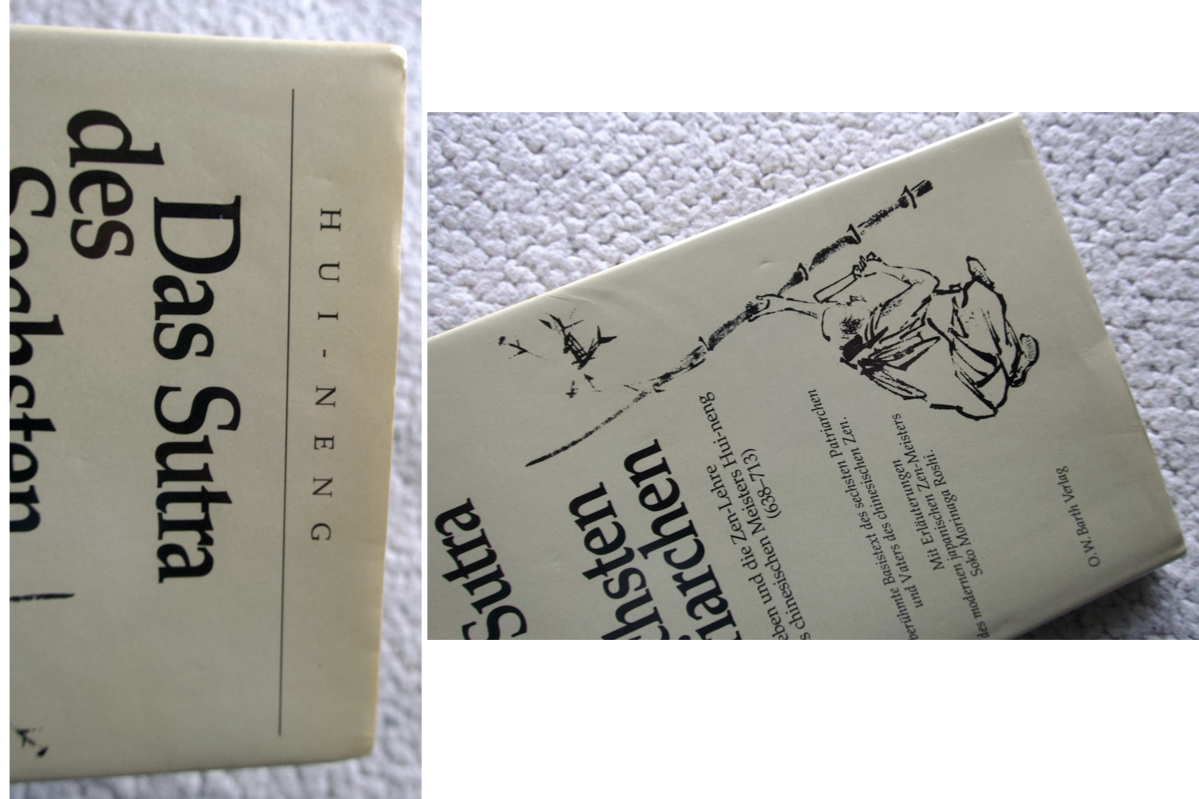 HUI-NENG
Das Sutra
des
Sechsten
Sutra
chsten
iarchen
eben und die Zen-Lehre
s chinesischen Meisters Hui-neng
(638–713)
berühmte Basistext des sechsten Patriarchen
und Vaters des chinesischen Zen.
Mit Erläuterungen
des modernen japanischen Zen-Meisters
Soko Morinaga Roshi.
O.W. Barth Verlag